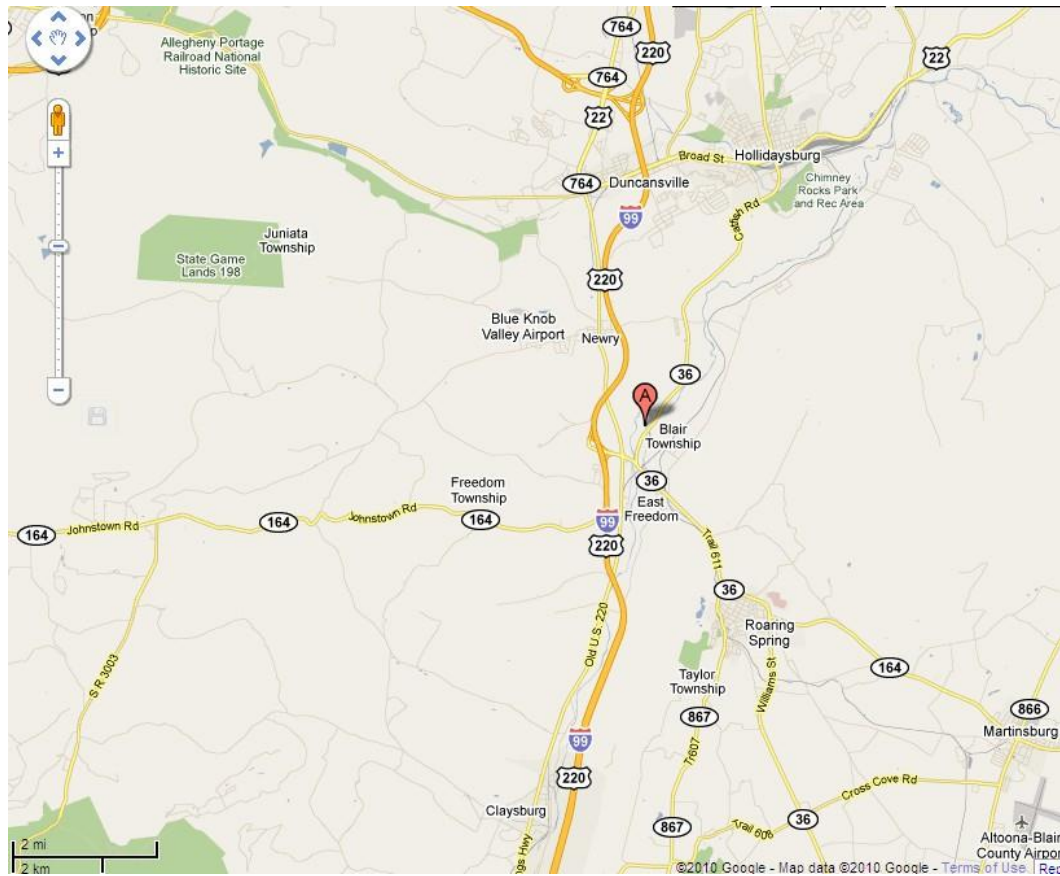 Allegheny Portage
Railroad National
Historic Site
764
220
22
764
22
Broad St
Hollidaysburg
764
Duncansville
Chimney
Rocks Park
and Rec Area
99
Juniata
Township
State Game
Lands 198
220
Blue Knob
Valley Airport
Newry
36
A
Blair
Township
Freedom
Township
36
East
Freedom
164
Johnstown Rd
164
Johnstown Rd
164
99
220
Trail 611
36
Old U.S. 220
Roaring
Spring
S R 3003
Taylor
Township
Williams St
164
867
866
Martinsburg
99
Tr607
220
Cross Cove Rd
Claysburg
867
36
Altoona-Blair
County Airpor
2 mi
2 km
©2010 Google - Map data ©2010 Google - Terms of Use